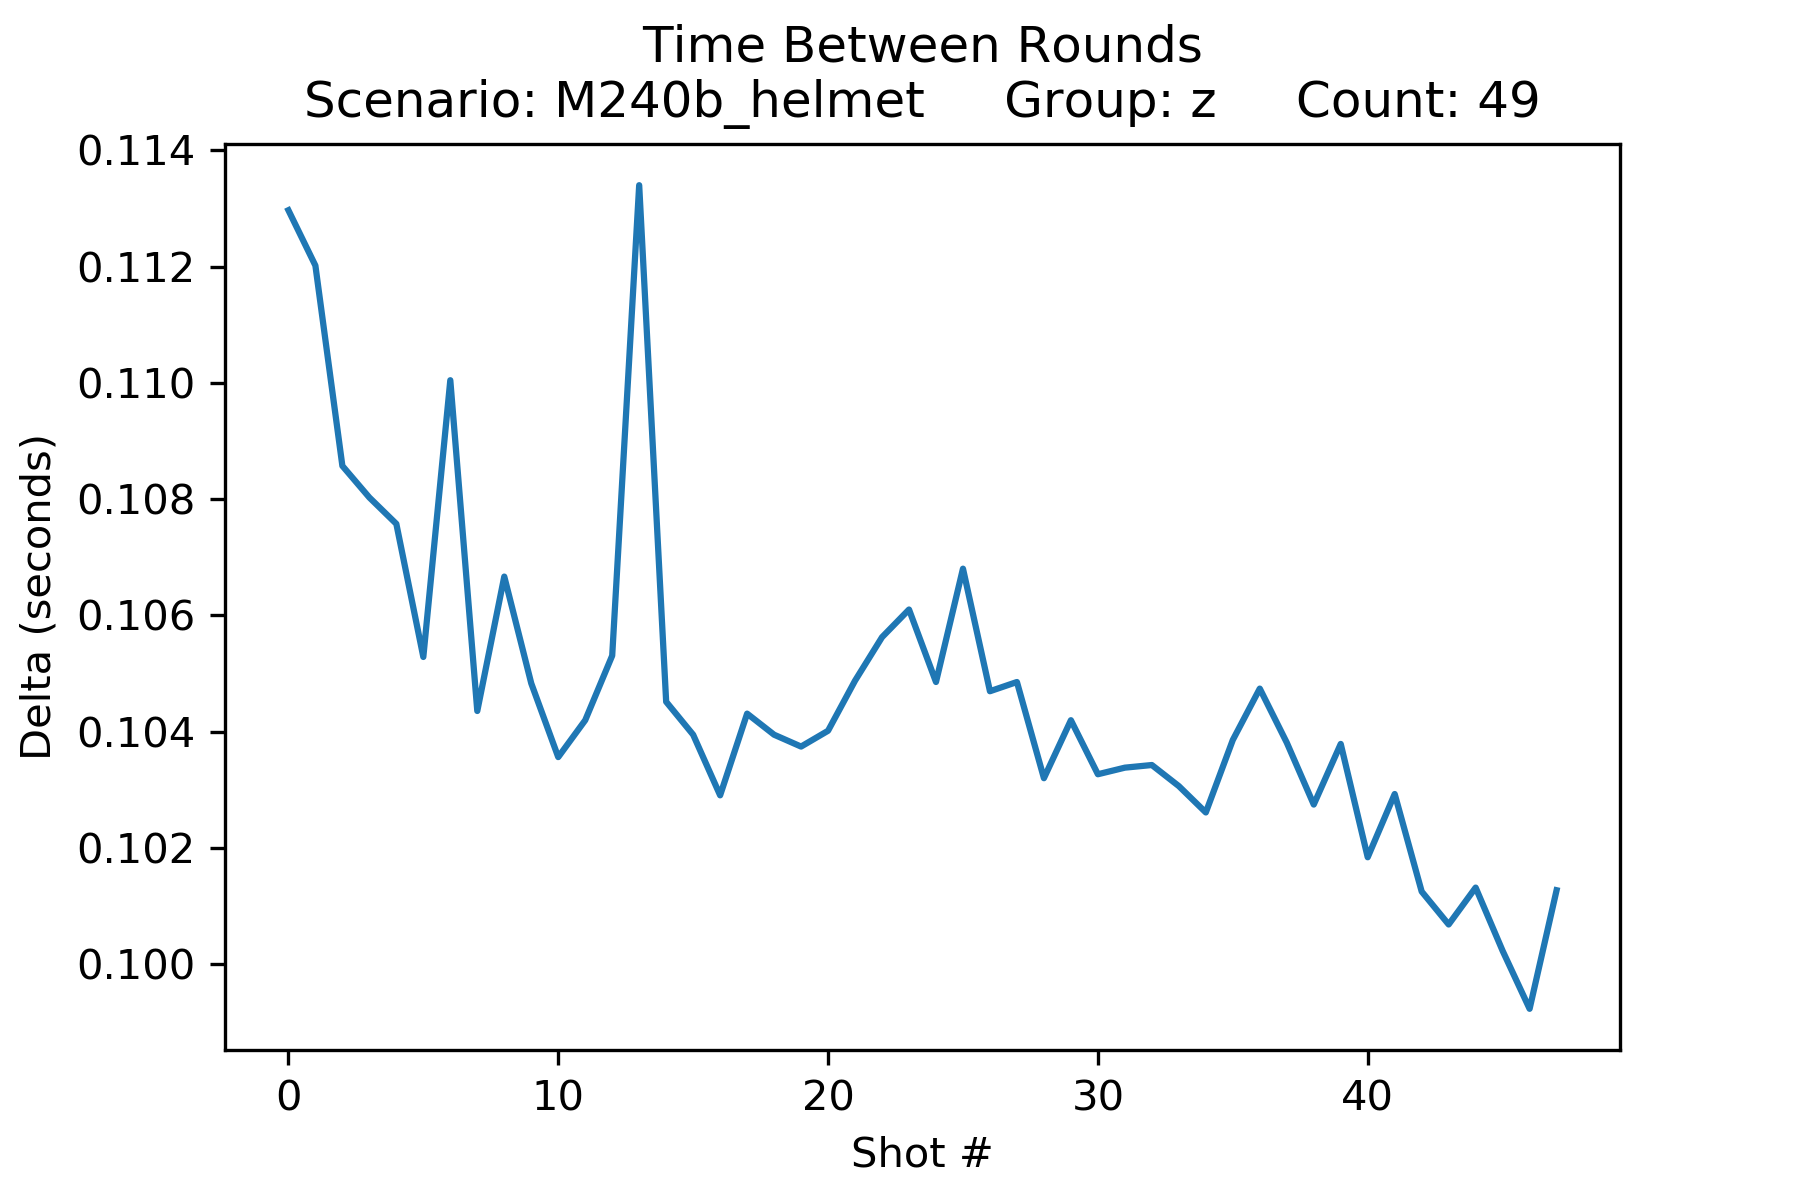 Time Between Rounds
Scenario: M240b_helmet Group: z Count: 49
0.114
0.112
0.110
0.108
0.106
0.104
0.102
0.100
Delta (seconds)
0 10 20 30 40
Shot #